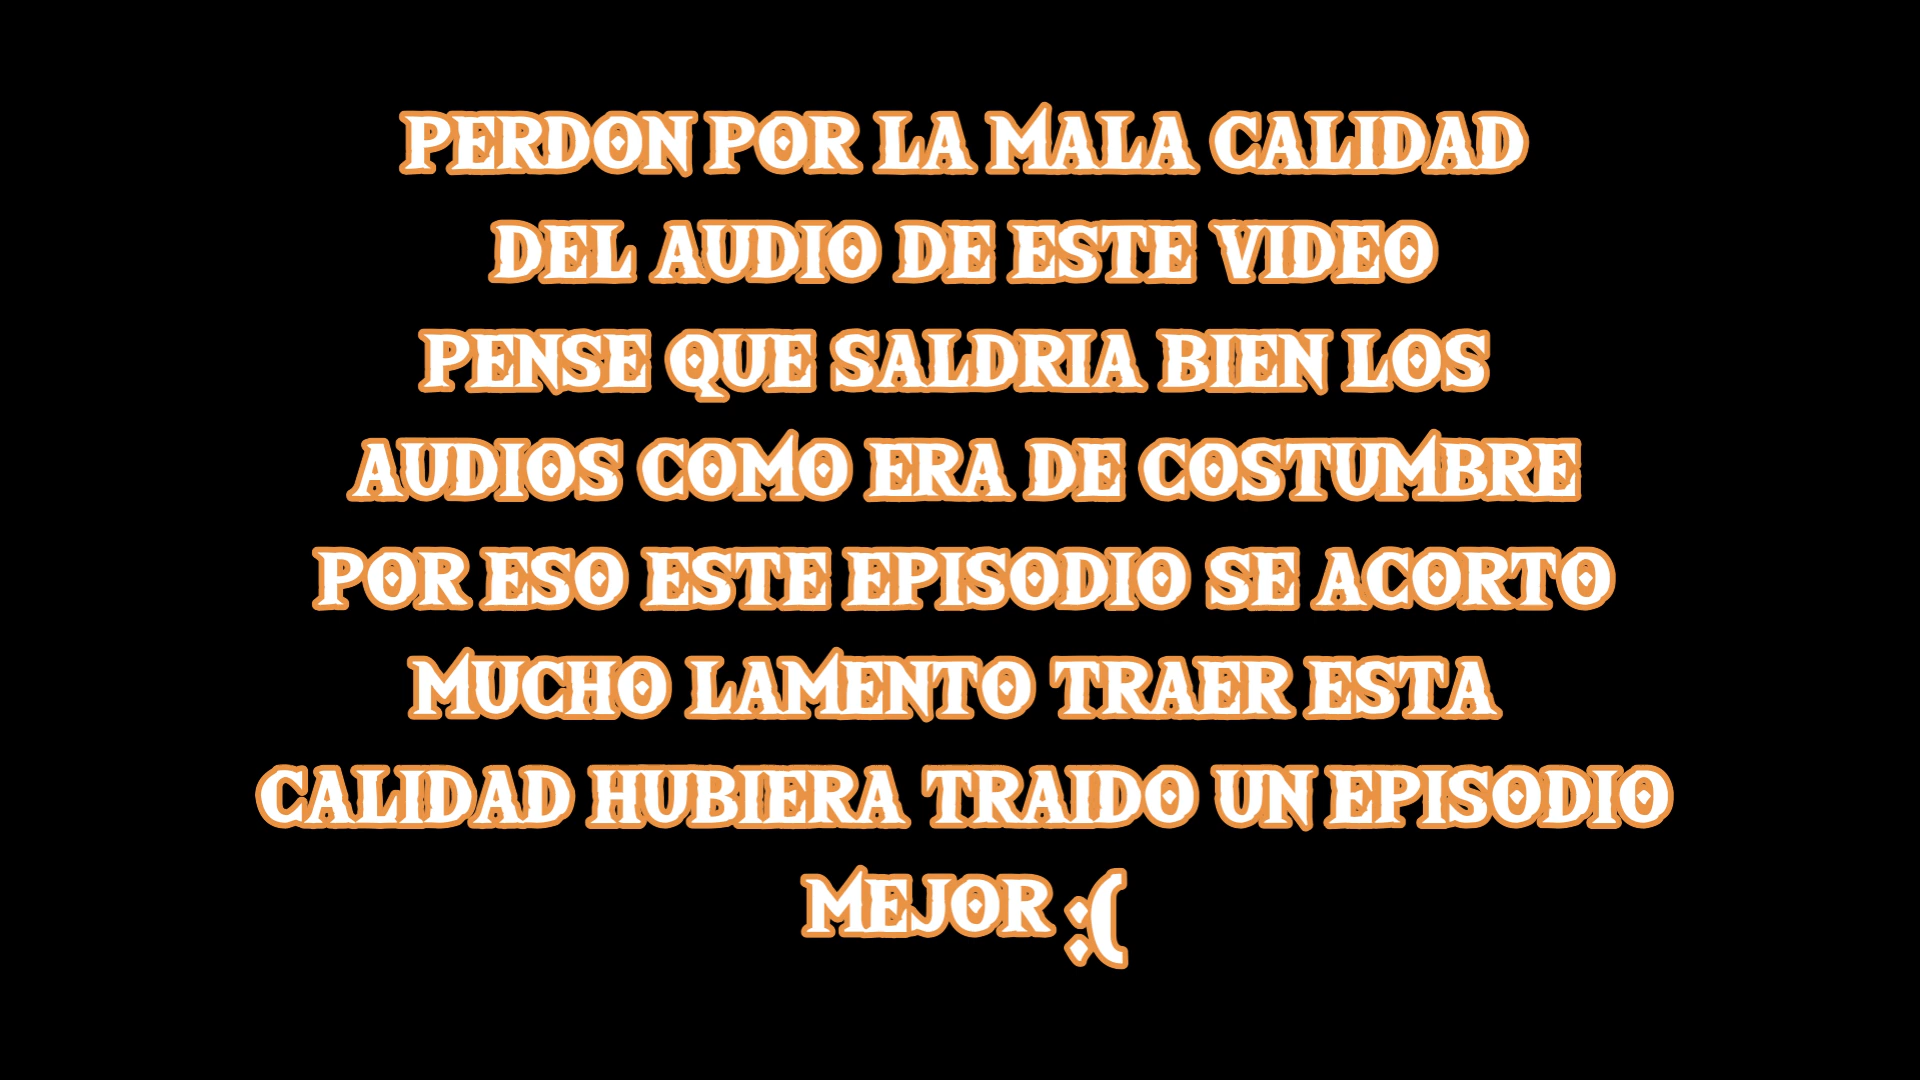 PERDON POR LA MALA CALIDAD
DEL AUDIO DE ESTE VIDEO
PENSE QUE SALDRIA BIEN LOS
AUDIOS COMO ERA DE COSTUMBRE
POR ESO ESTE EPISODIO SE ACORTO
MUCHO LAMENTO TRAER ESTA
CALIDAD HUBIERA TRAIDO UN EPISODIO
MEJOR :(